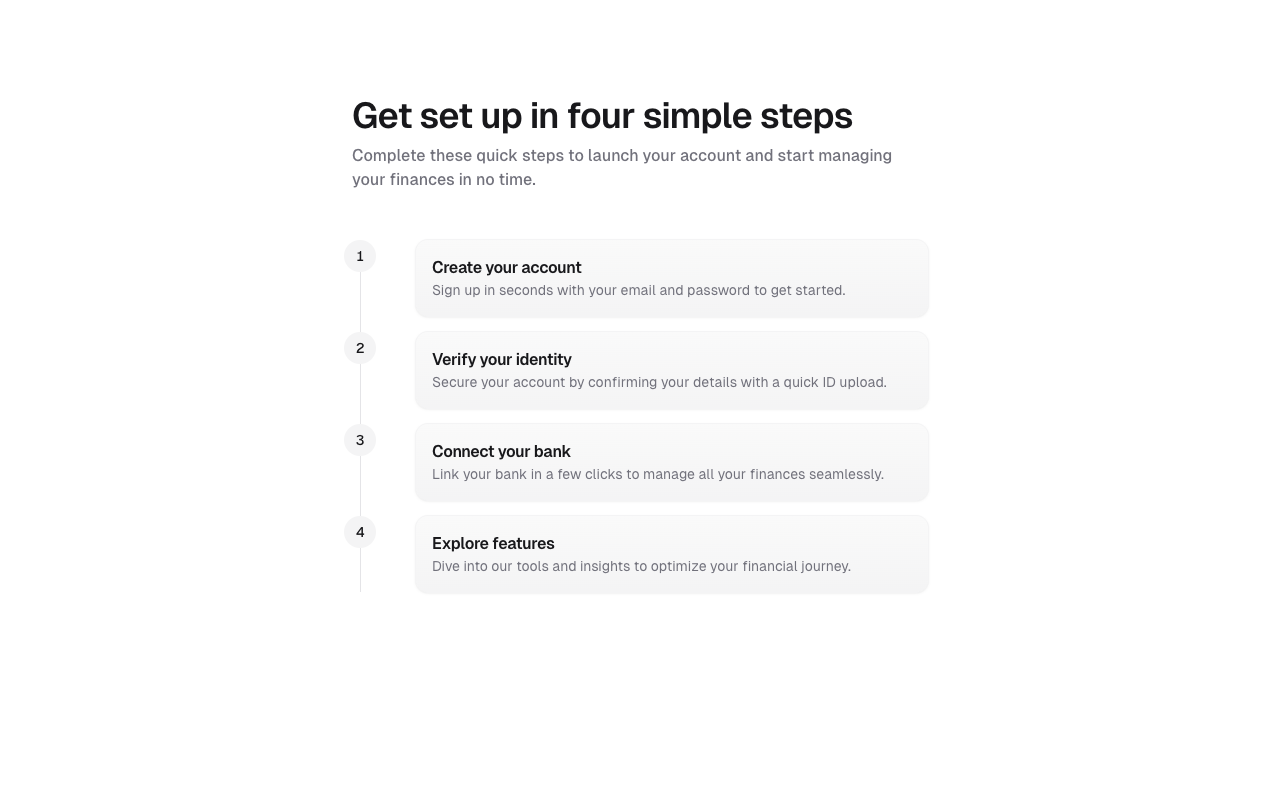 Get set up in four simple steps
Complete these quick steps to launch your account and start managing
your finances in no time.
1
Create your account
Sign up in seconds with your email and password to get started.
2
Verify your identity
Secure your account by confirming your details with a quick ID upload.
3
Connect your bank
Link your bank in a few clicks to manage all your finances seamlessly.
4
Explore features
Dive into our tools and insights to optimize your financial journey.